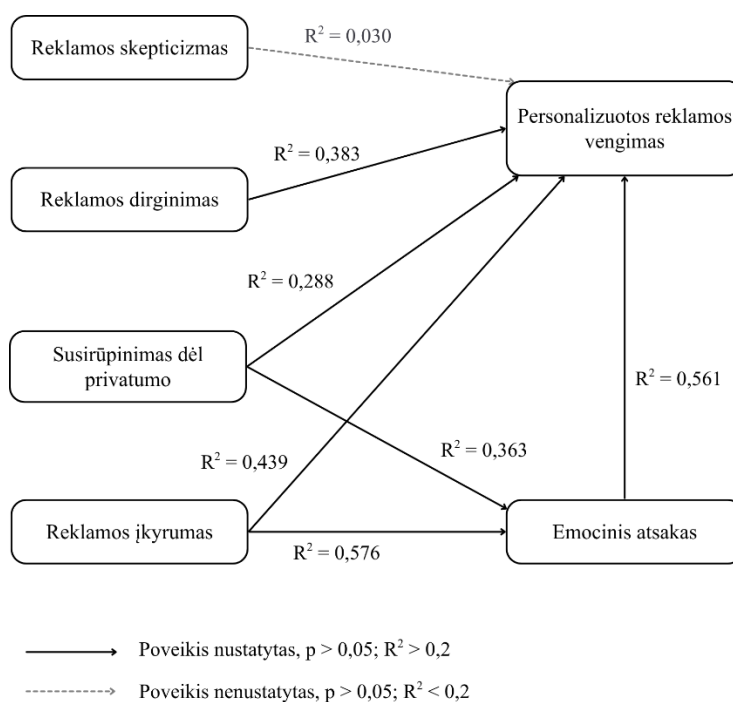 Reklamos skepticizmas
R² = 0,030
Personalizuotos reklamos
vengimas
R² = 0,383
Reklamos dirginimas
R² = 0,288
Susirūpinimas dėl
privatumo
R² = 0,561
R² = 0,439
R² = 0,363
Reklamos įkyrumas
R² = 0,576
Emocinis atsakas
Poveikis nustatytas, p > 0,05; R² > 0,2
Poveikis nenustatytas, p > 0,05; R² < 0,2